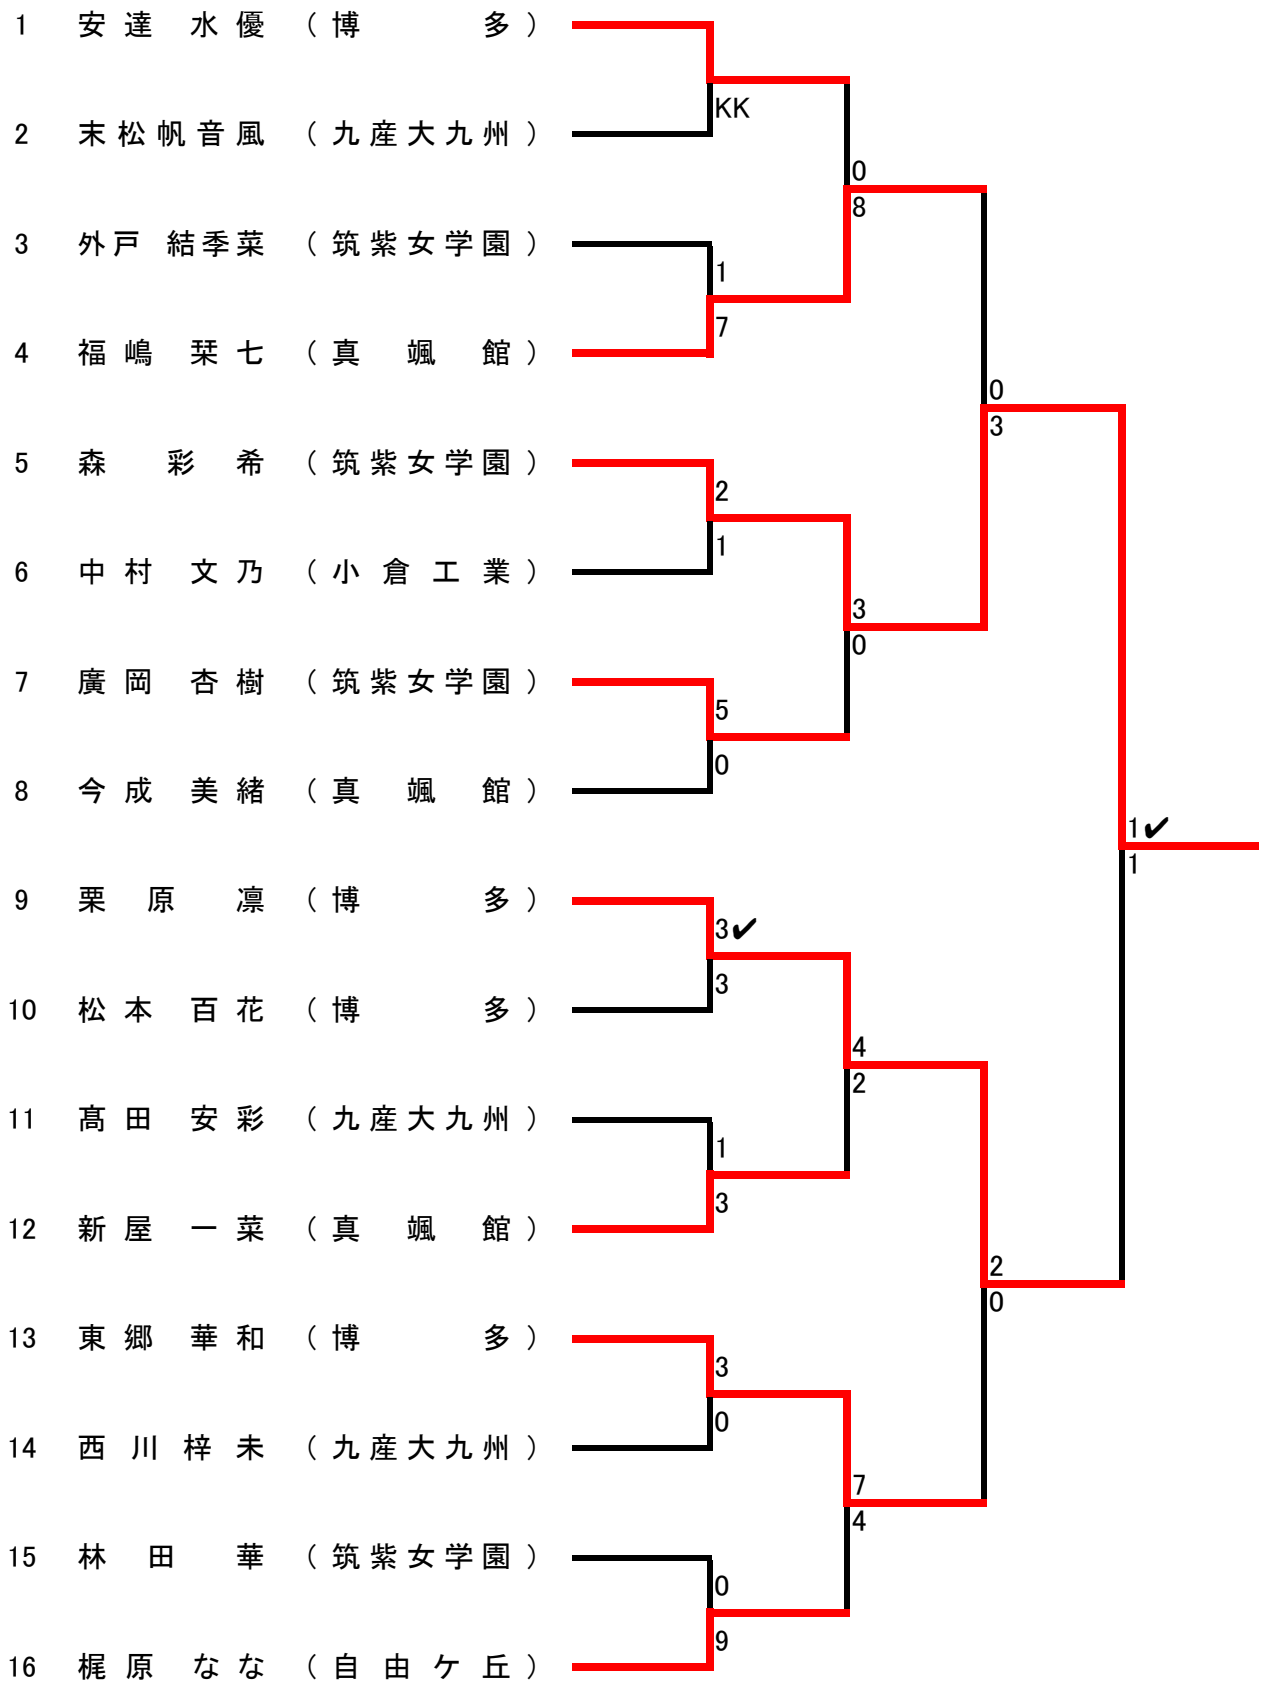 1 安達 水優 (博多)
KK
2 末松帆音風 (九産大九州)
0
8
3 外戸 結季菜 (筑紫女学園)
1
7
4 福嶋 栞七 (真颯館)
0
3
5 森 彩希 (筑紫女学園)
2
1
6 中村 文乃 (小倉工業)
3
0
7 廣岡 杏樹 (筑紫女学園)
5
0
8 今成 美緒 (真颯館)
1✔
1
9 栗原 凛 (博多)
3✔
3
10 松本 百花 (博多)
4
2
11 髙田 安彩 (九産大九州)
1
3
12 新屋 一菜 (真颯館)
2
0
13 東郷 華和 (博多)
3
0
14 西川梓未 (九産大九州)
7
4
15 林田 華 (筑紫女学園)
0
9
16 梶原 なな (自由ケ丘)